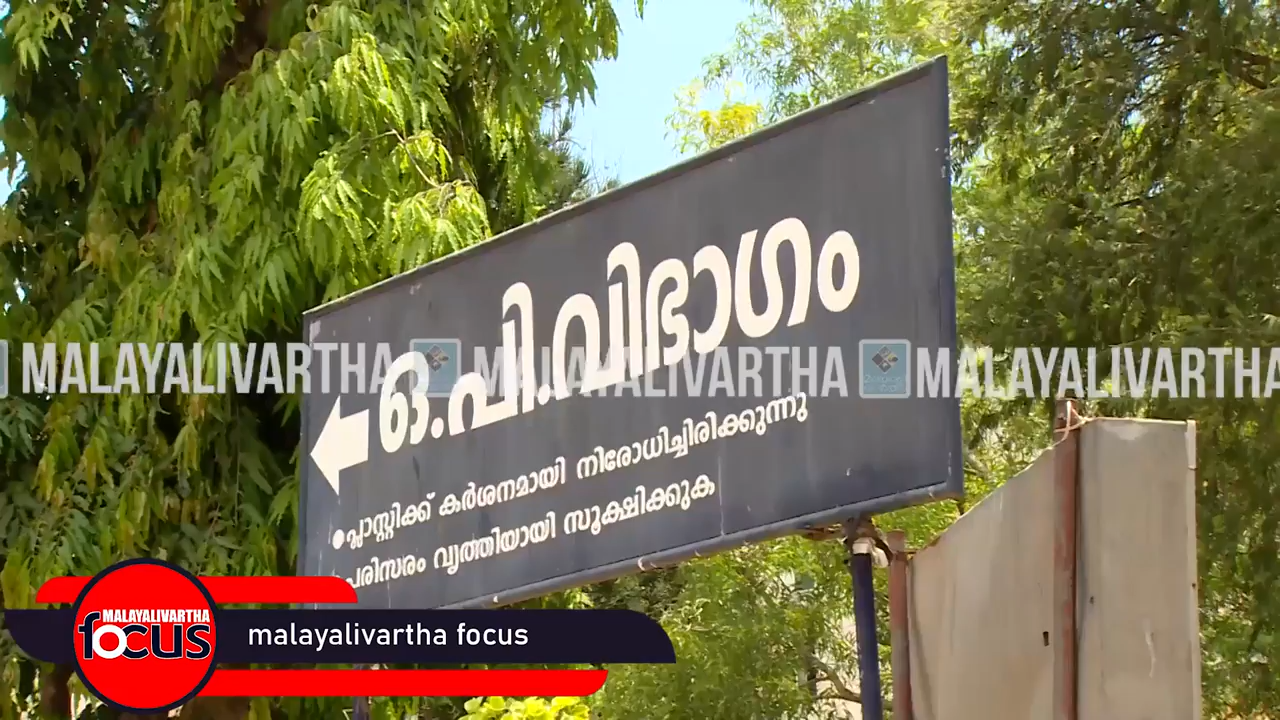 ഒ.പി.വിഭാഗം
പ്ലാസ്റ്റിക്ക് കർശനമായി നിരോധിച്ചിരിക്കുന്നു
പരിസരം വൃത്തിയായി സൂക്ഷിക്കുക
MALAYALIVARTHA MALAYALIVARTHA MALAYALIVARTHA
MALAYALIVARTHA
focus
malayalivartha focus